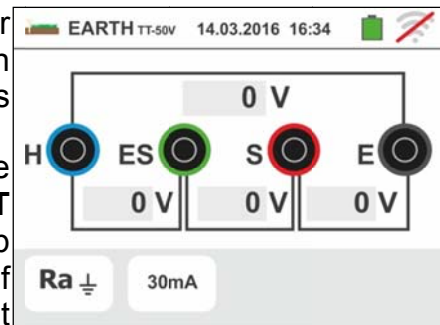 EARTH TT-50V 14.03.2016 16:34
0 V
H ES S E
0 V 0 V 0 V
Ra 30mA